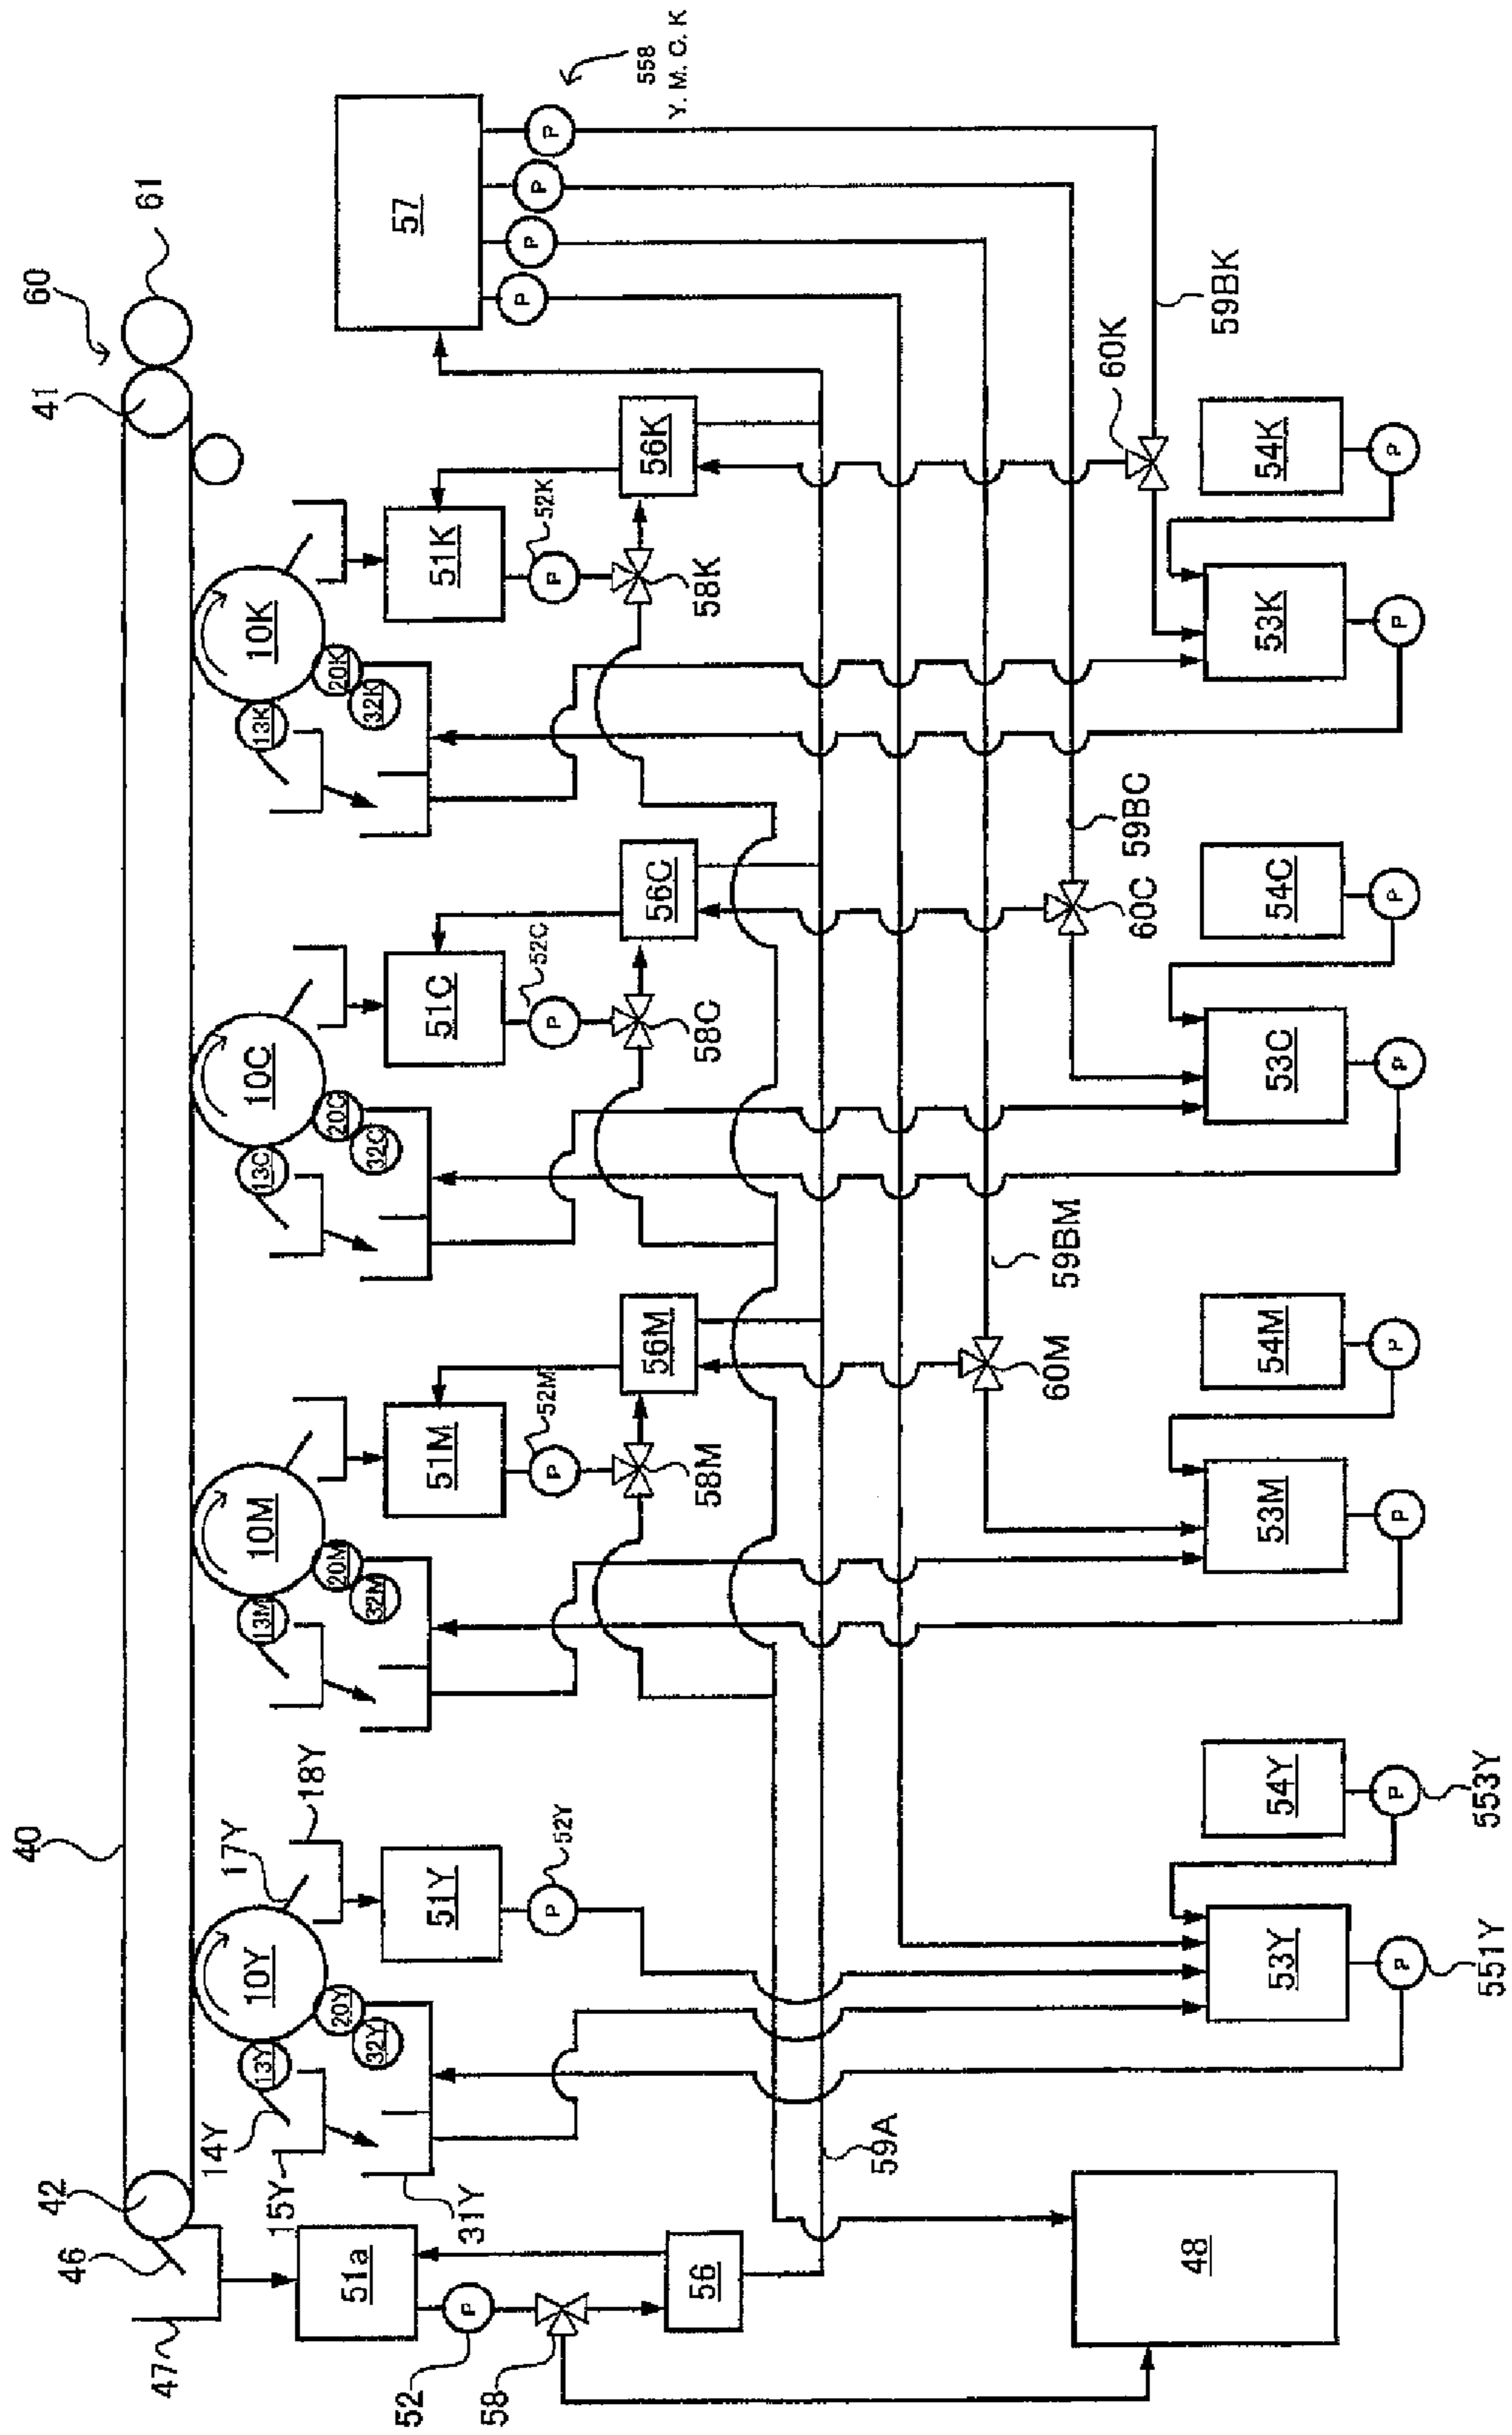 40
42
46
47
41
60
61
10Y
10M
10C
10K
13Y
20Y
32Y
14Y
15Y
17Y
18Y
31Y
13M
20M
32M
13C
20C
32C
13K
20K
32K
51a
51Y
51M
51C
51K
57
P
P
P
P
558
Y. M. C. K
P
52
P
52Y
P
52M
P
52C
P
52K
58
58M
58C
58K
56
56M
56C
56K
59A
60M
59BM
60C
59BC
60K
59BK
48
53Y
54Y
53M
54M
53C
54C
53K
54K
P
551Y
P
553Y
P
P
P
P
P
P